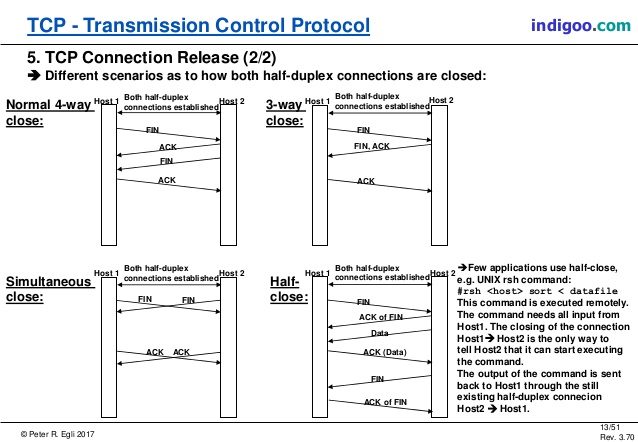 TCP - Transmission Control Protocol
indigoo.com
5. TCP Connection Release (2/2)
🡺 Different scenarios as to how both half-duplex connections are closed:
Normal 4-way
close:
Host 1
Both half-duplex
connections established
Host 2
FIN
ACK
FIN
ACK
3-way
close:
Host 1
Both half-duplex
connections established
Host 2
FIN
FIN, ACK
ACK
Simultaneous
close:
Host 1
Both half-duplex
connections established
Host 2
FIN
FIN
ACK
ACK
Half-
close:
Host 1
Both half-duplex
connections established
Host 2
FIN
ACK of FIN
Data
ACK (Data)
FIN
ACK of FIN
🡺Few applications use half-close,
e.g. UNIX rsh command:
#rsh <host> sort < datafile
This command is executed remotely.
The command needs all input from
Host1. The closing of the connection
Host1🡺 Host2 is the only way to
tell Host2 that it can start executing
the command.
The output of the command is sent
back to Host1 through the still
existing half-duplex connecion
Host2 🡺 Host1.
© Peter R. Egli 2017
13/51
Rev. 3.70